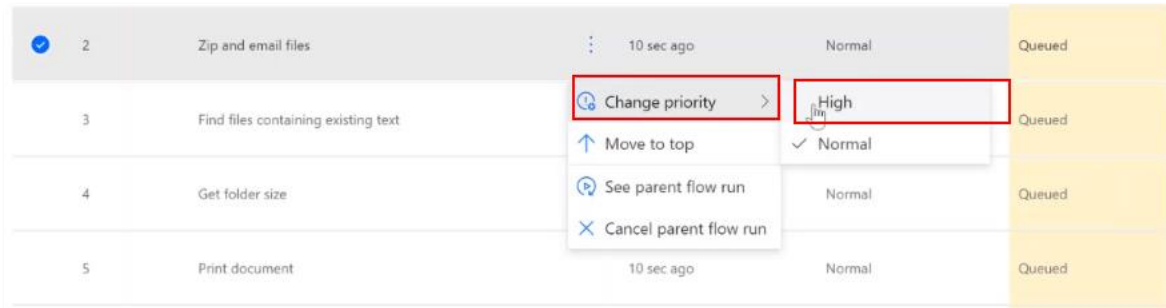 2 Zip and email files 10 sec ago Normal Queued
Change priority High
3 Find files containing existing text Queued
Move to top Normal
See parent flow run
4 Get folder size Normal Queued
Cancel parent flow run
5 Print document 10 sec ago Normal Queued